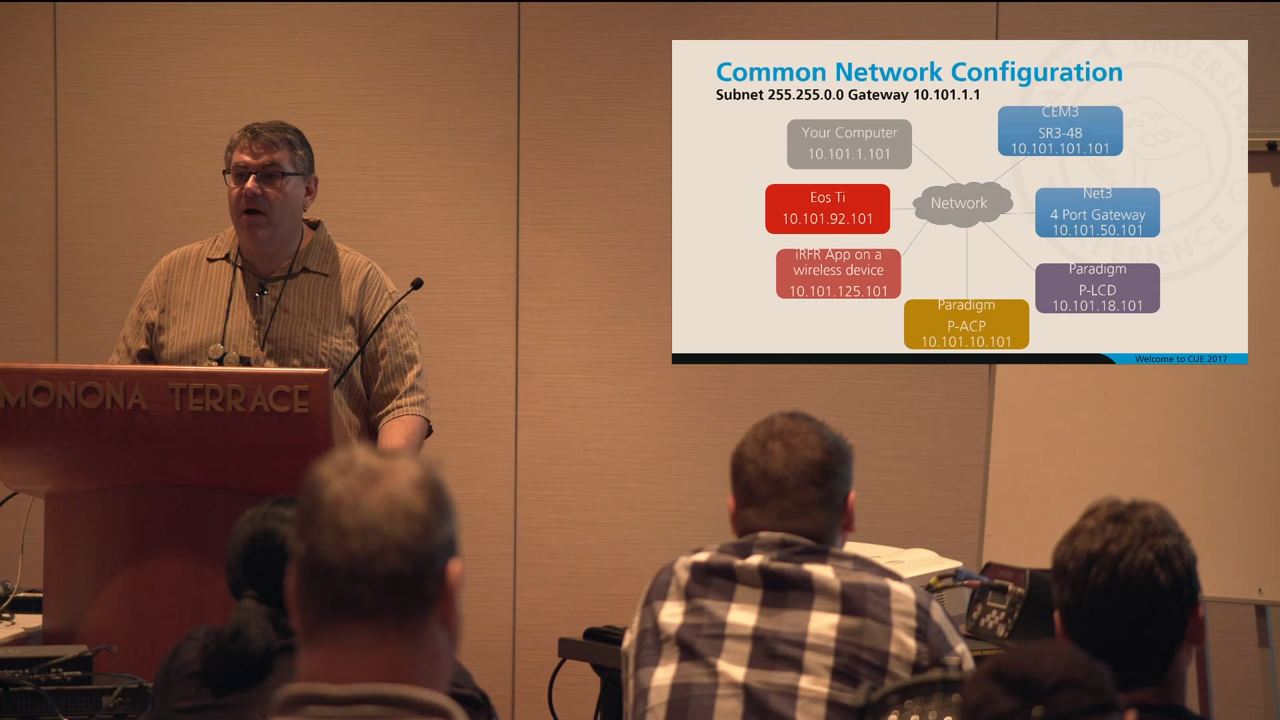 Common Network Configuration
Subnet 255.255.0.0 Gateway 10.101.1.1
Your Computer
10.101.1.101
CEM3
SR3-48
10.101.101.101
Eos Ti
10.101.92.101
Network
Net3
4 Port Gateway
10.101.50.101
iRFR App on a
wireless device
10.101.125.101
Paradigm
P-LCD
10.101.18.101
Paradigm
P-ACP
10.101.10.101
Welcome to CUE 2017
MONONA TERRACE